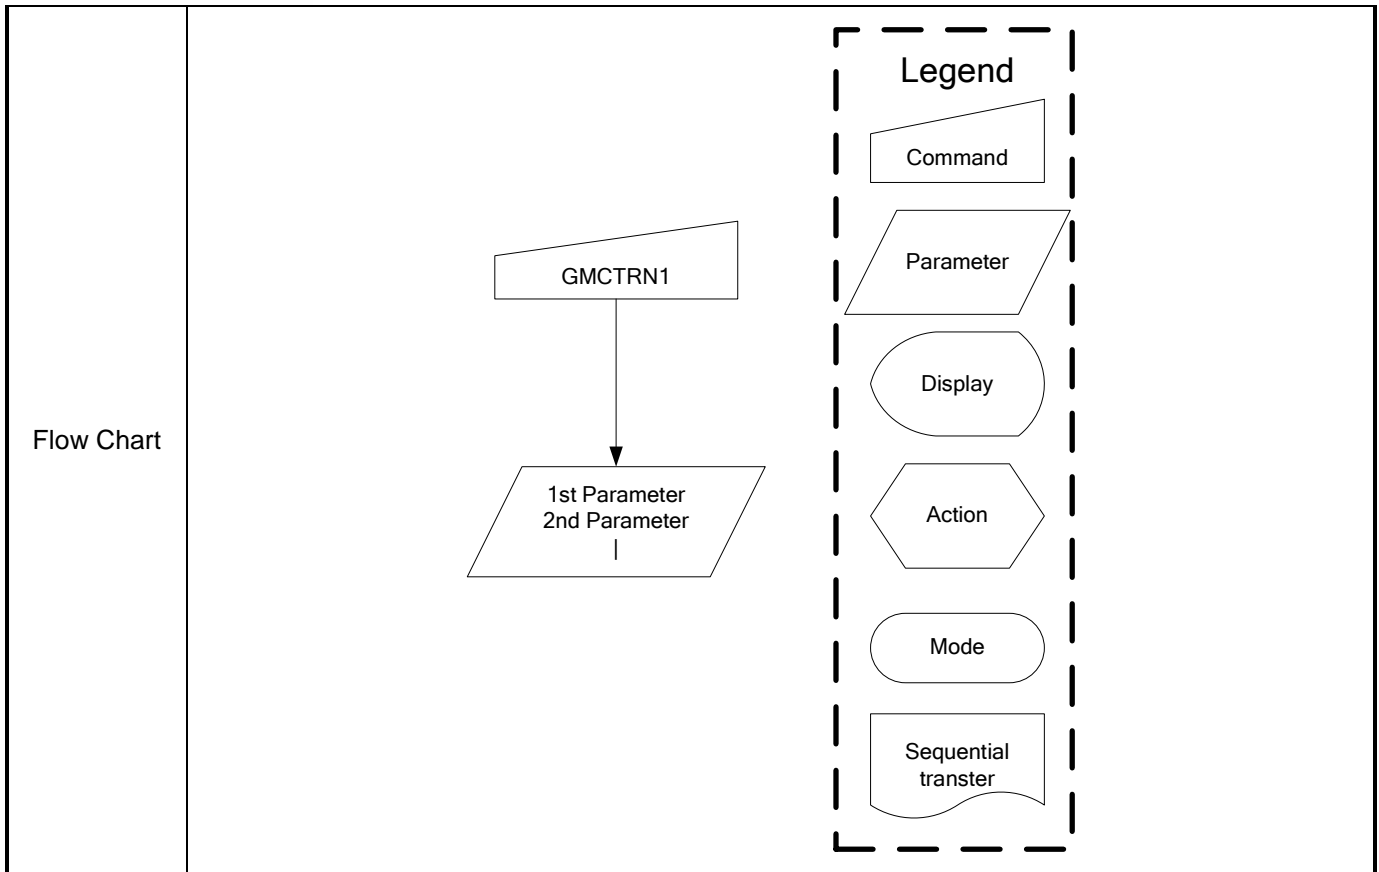 Flow Chart
GMCTRN1
1st Parameter
2nd Parameter
|
Legend
Command
Parameter
Display
Action
Mode
Sequential
transter